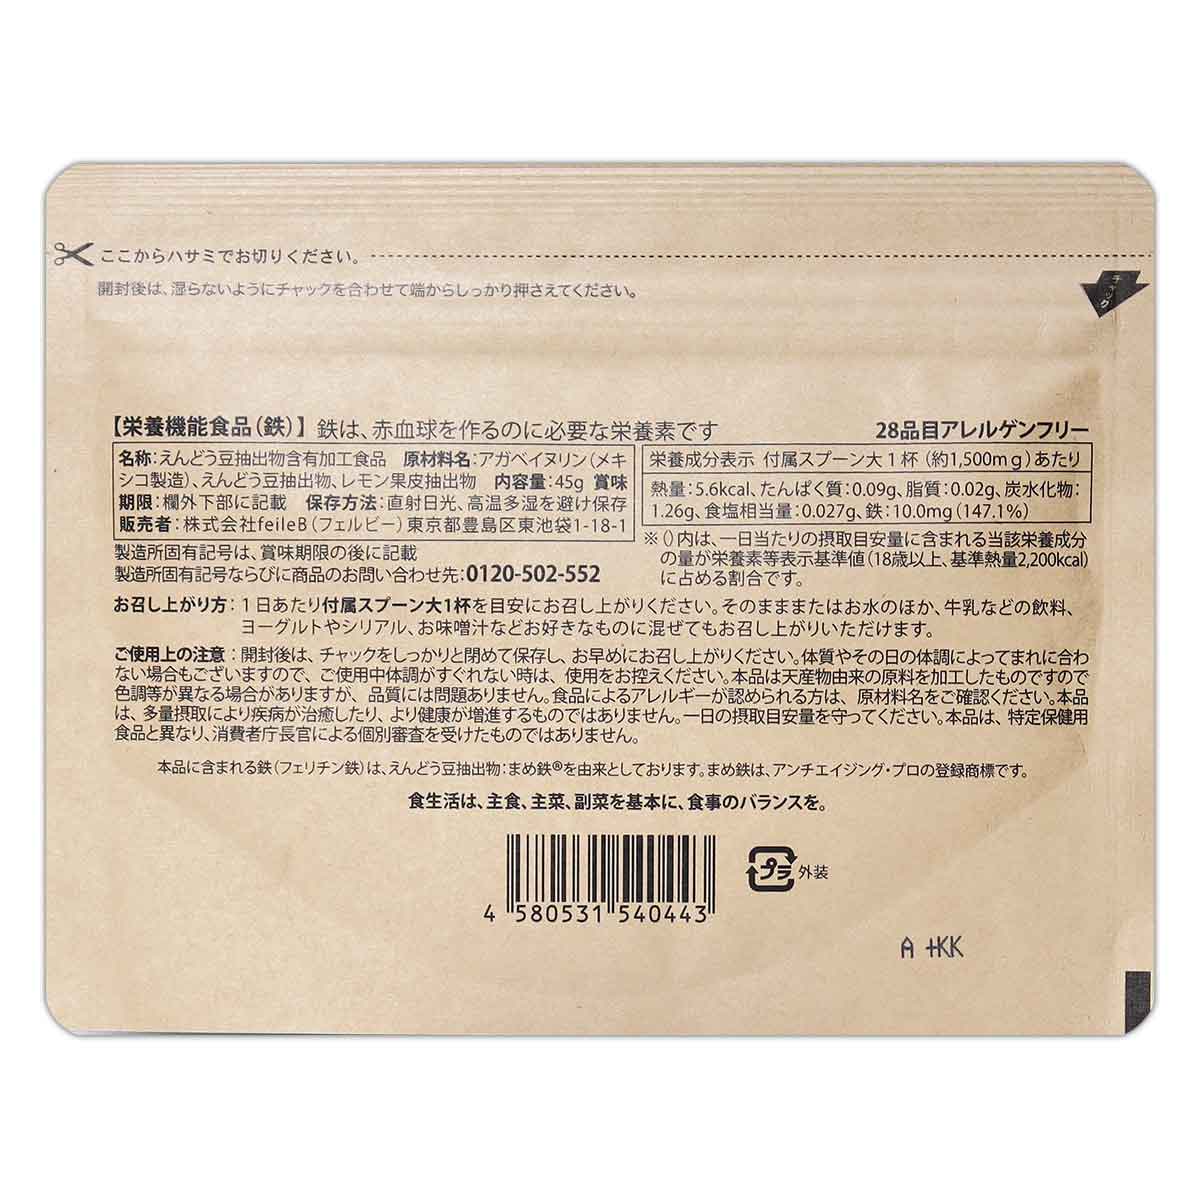 ここからハサミでお切りください。
開封後は、湿らないようにチャックを合わせて端からしっかり押さえてください。
チャック
【栄養機能食品(鉄)】 鉄は、赤血球を作るのに必要な栄養素です
28品目アレルゲンフリー
名称:えんどう豆抽出物含有加工食品 原材料名:アガベイヌリン(メキ
シコ製造)、えんどう豆抽出物、レモン果皮抽出物 内容量:45g 賞味
期限:欄外下部に記載 保存方法:直射日光、高温多湿を避け保存
販売者:株式会社feileB(フェルビー)東京都豊島区東池袋1-18-1
製造所固有記号は、賞味期限の後に記載
製造所固有記号ならびに商品のお問い合わせ先:0120-502-552
栄養成分表示 付属スプーン大1杯(約1,500mg)あたり
熱量:5.6kcal、たんぱく質:0.09g、脂質:0.02g、炭水化物:
1.26g、食塩相当量:0.027g、鉄:10.0mg(147.1%)
※()内は、一日当たりの摂取目安量に含まれる当該栄養成分
の量が栄養素等表示基準値(18歳以上、基準熱量2,200kcal)
に占める割合です。
お召し上がり方:1日あたり付属スプーン大1杯を目安にお召し上がりください。そのまままたはお水のほか、牛乳などの飲料、
ヨーグルトやシリアル、お味噌汁などお好きなものに混ぜてもお召し上がりいただけます。
ご使用上の注意:開封後は、チャックをしっかりと閉めて保存し、お早めにお召し上がりください。体質やその日の体調によってまれに合わ
ない場合もございますので、ご使用中体調がすぐれない時は、使用をお控えください。本品は天産物由来の原料を加工したものですので
色調等が異なる場合がありますが、品質には問題ありません。食品によるアレルギーが認められる方は、原材料名をご確認ください。本品
は、多量摂取により疾病が治癒したり、より健康が増進するものではありません。一日の摂取目安量を守ってください。本品は、特定保健用
食品と異なり、消費者庁長官による個別審査を受けたものではありません。
本品に含まれる鉄(フェリチン鉄)は、えんどう豆抽出物:まめ鉄®を由来としております。まめ鉄は、アンチエイジング・プロの登録商標です。
食生活は、主食、主菜、副菜を基本に、食事のバランスを。
プラ 外装
4 580531 540443
A +KK